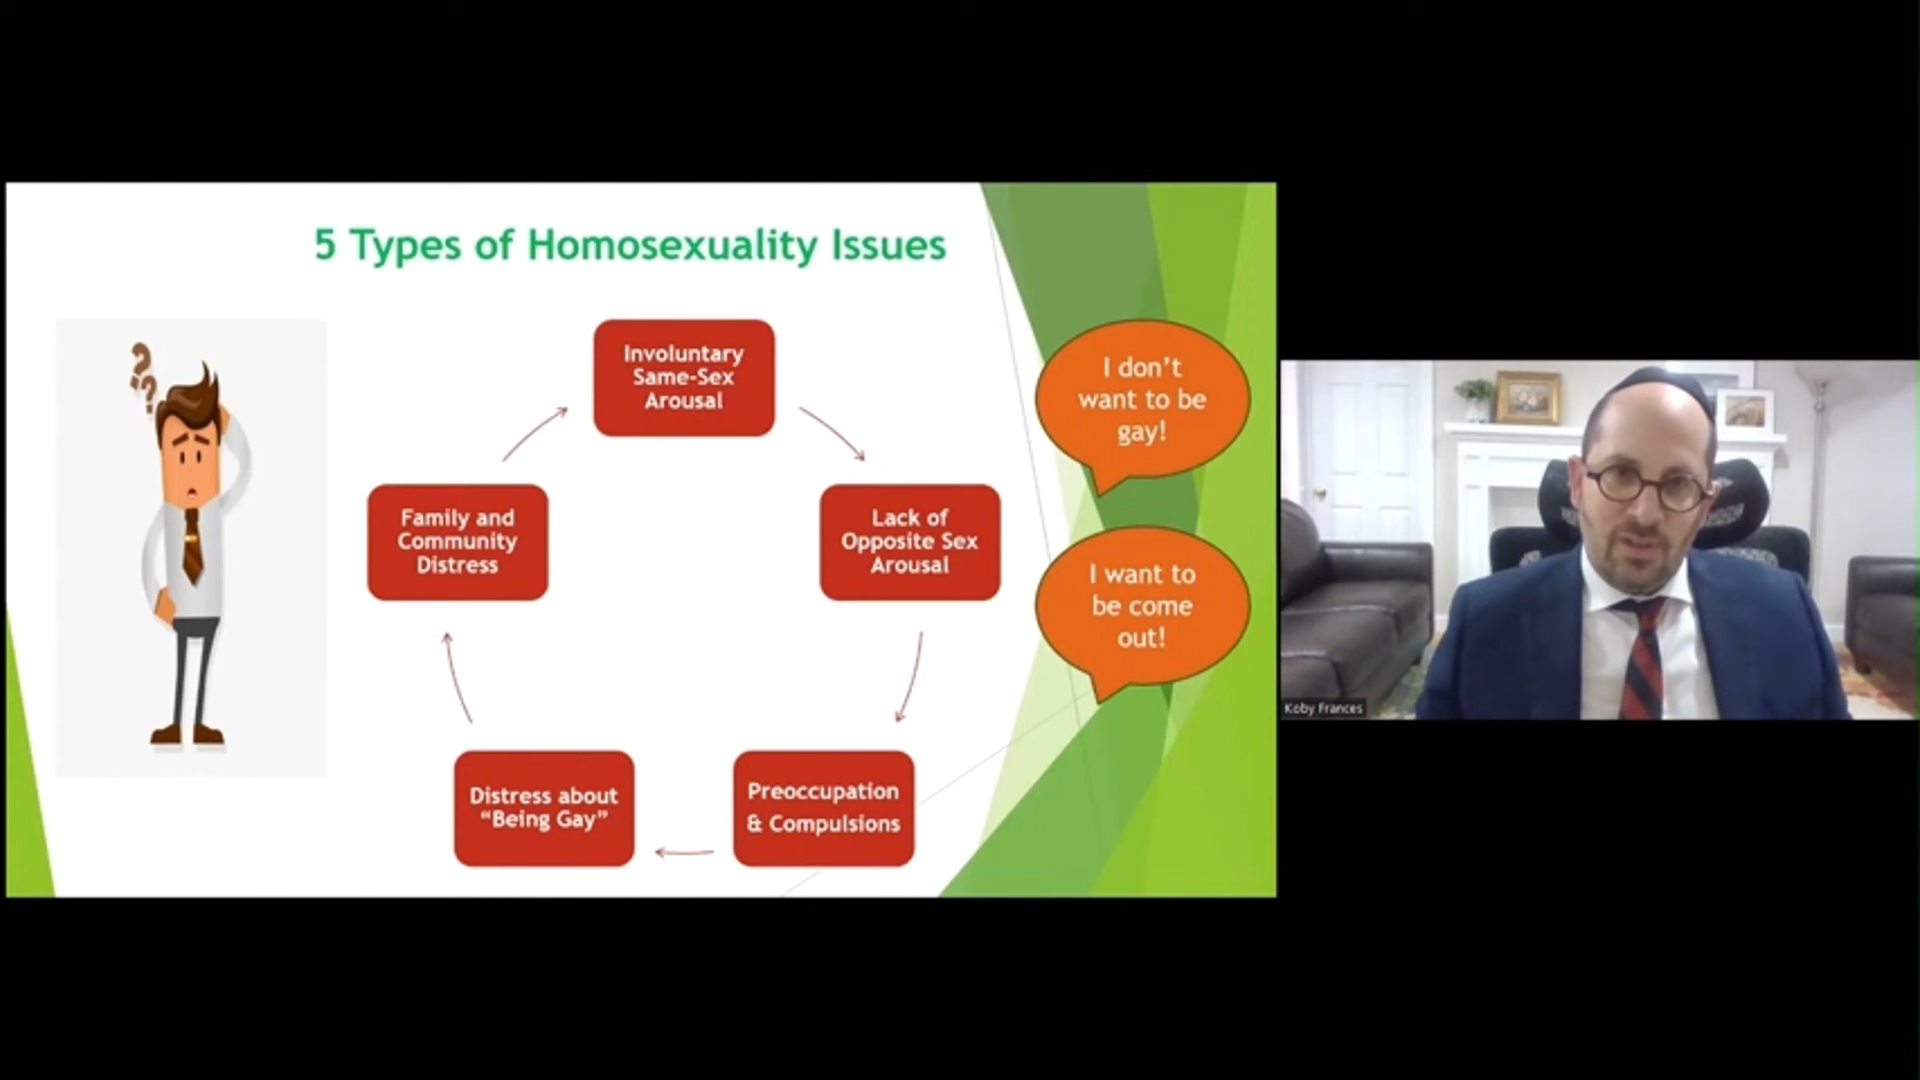 5 Types of Homosexuality Issues
??
Involuntary
Same-Sex
Arousal
Lack of
Opposite Sex
Arousal
Preoccupation
& Compulsions
Distress about
“Being Gay”
Family and
Community
Distress
I don’t
want to be
gay!
I want to
be come
out!
Koby Frances